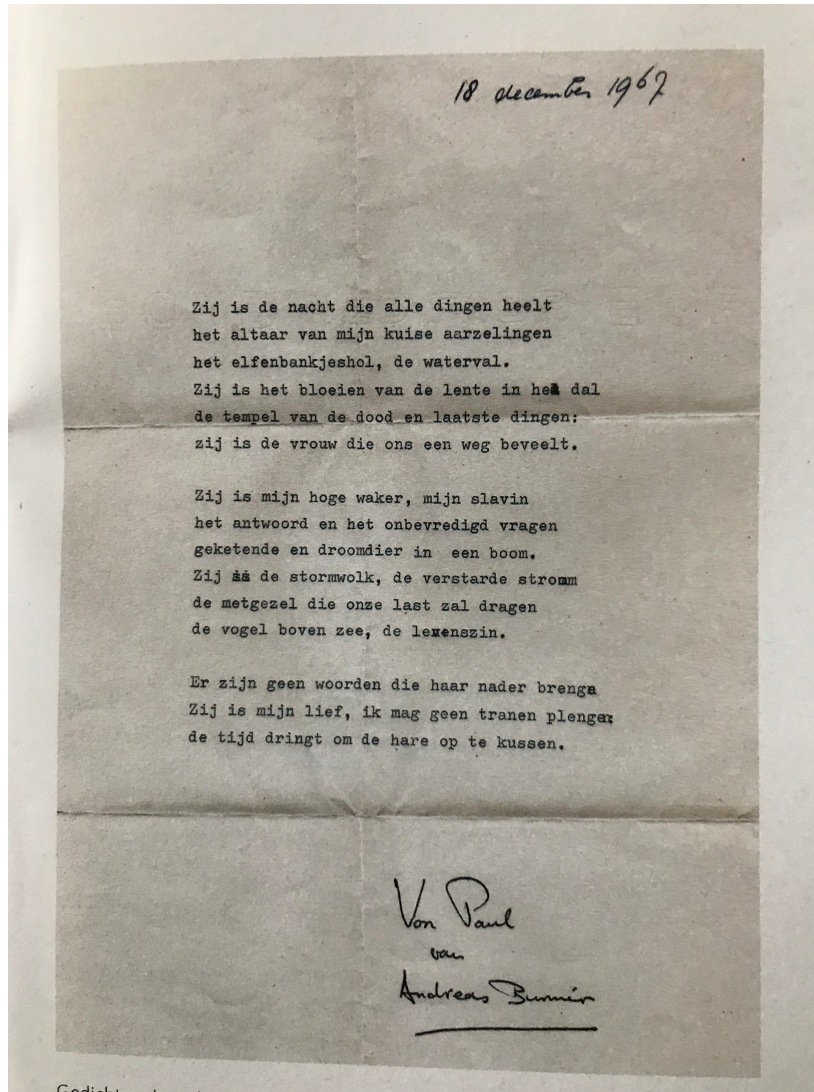 18 december 1967
Zij is de nacht die alle dingen heelt
het altaar van mijn kuise aarzelingen
het elfenbankjeshol, de waterval.
Zij is het bloeien van de lente in het dal
de tempel van de dood en laatste dingen:
zij is de vrouw die ons een weg beveelt.
Zij is mijn hoge waker, mijn slavin
het antwoord en het onbevredigd vragen
geketende en droomdier in een boom.
Zij is de stormwolk, de verstarde stroom
de metgezel die onze last zal dragen
de vogel boven zee, de levenszin.
Er zijn geen woorden die haar nader brengen
Zij is mijn lief, ik mag geen tranen plengen:
de tijd dringt om de hare op te kussen.
Von Paul
van
Andreas Burnier